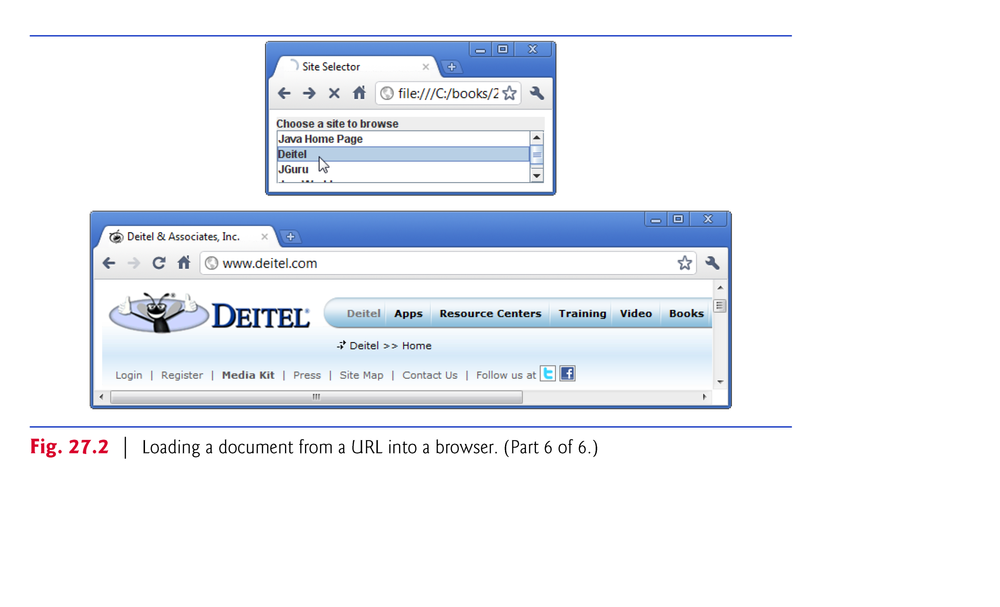 Site Selector
file:///C:/books/2
Choose a site to browse
Java Home Page
Deitel
JGuru
Deitel & Associates, Inc.
www.deitel.com
DEITEL®
Deitel Apps Resource Centers Training Video Books
Deitel >> Home
Login | Register | Media Kit | Press | Site Map | Contact Us | Follow us at
Fig. 27.2 | Loading a document from a URL into a browser. (Part 6 of 6.)